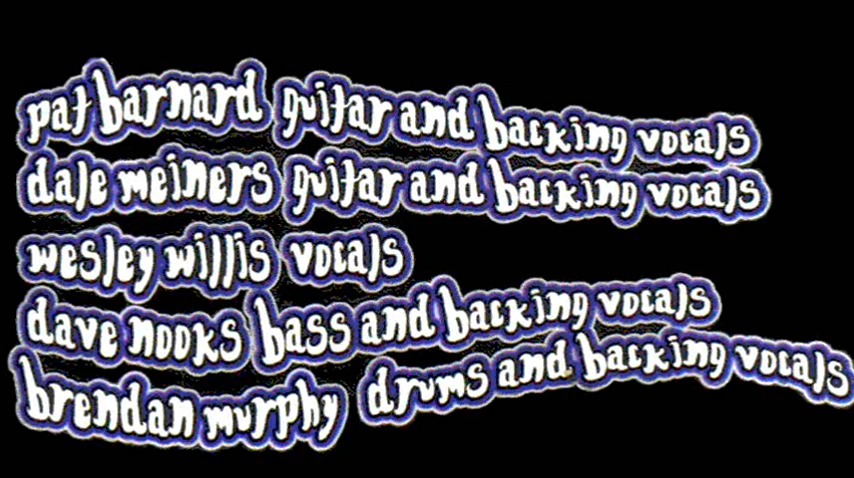 pat barnard guitar and backing vocals
dale meiners guitar and backing vocals
wesley willis vocals
dave nooks bass and backing vocals
brendan murphy drums and backing vocals